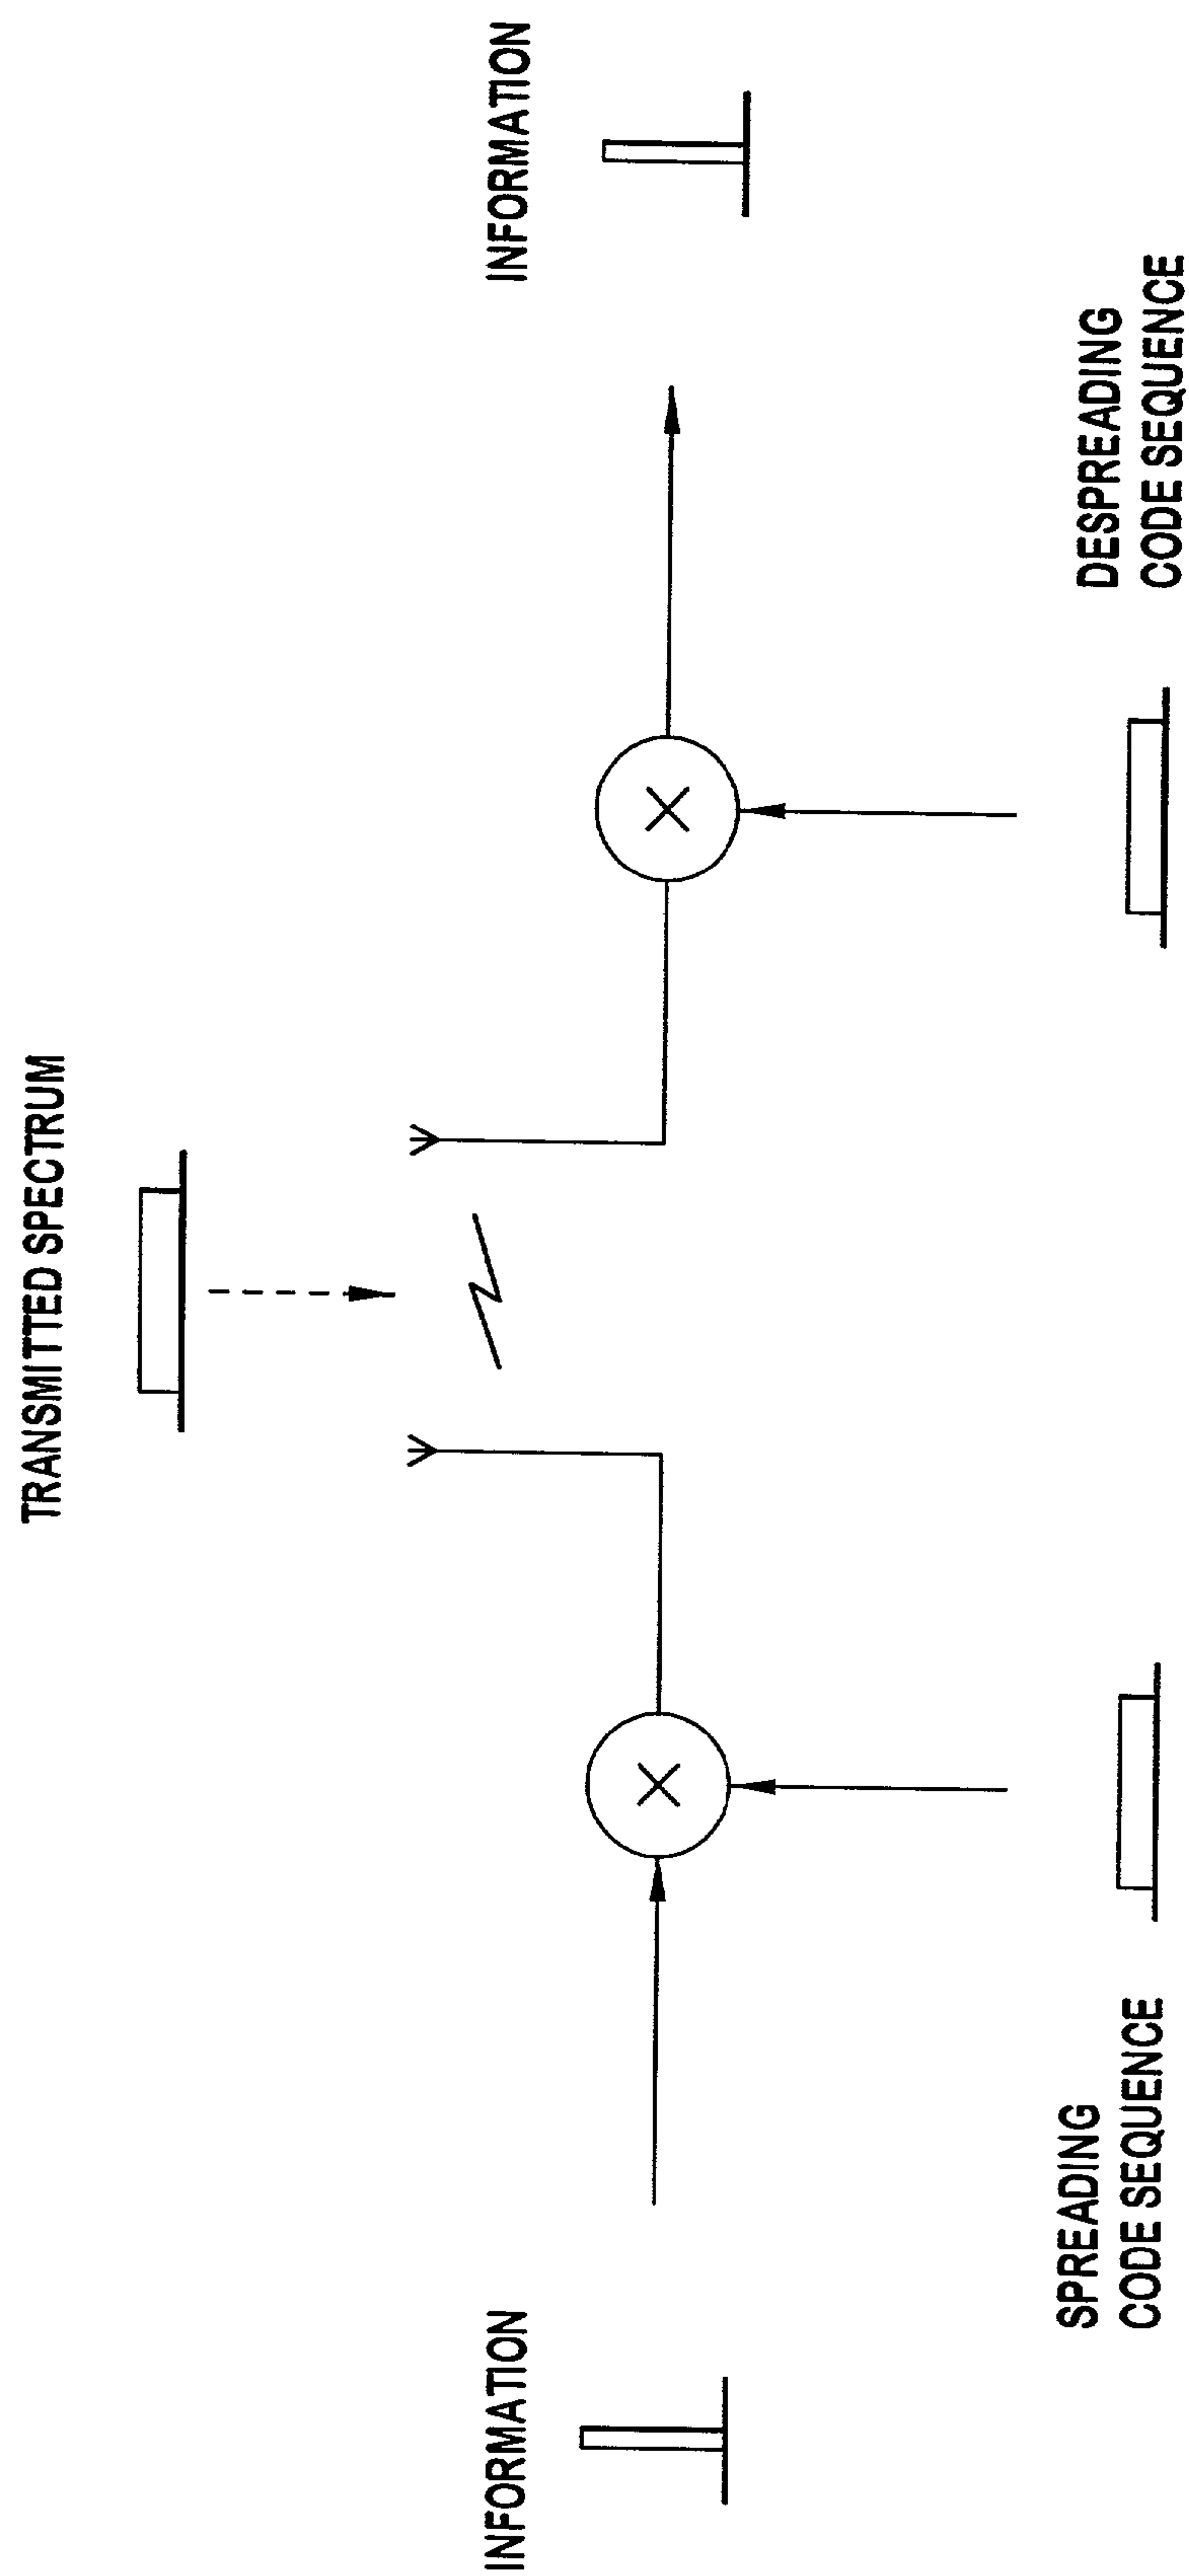 TRANSMITTED SPECTRUM
INFORMATION
INFORMATION
SPREADING
CODE SEQUENCE
DESPREADING
CODE SEQUENCE